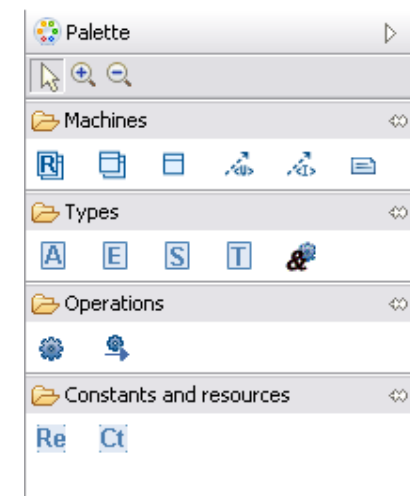 Palette
Machines
R <U> <I>
Types
A E S T &
Operations
Constants and resources
Re Ct